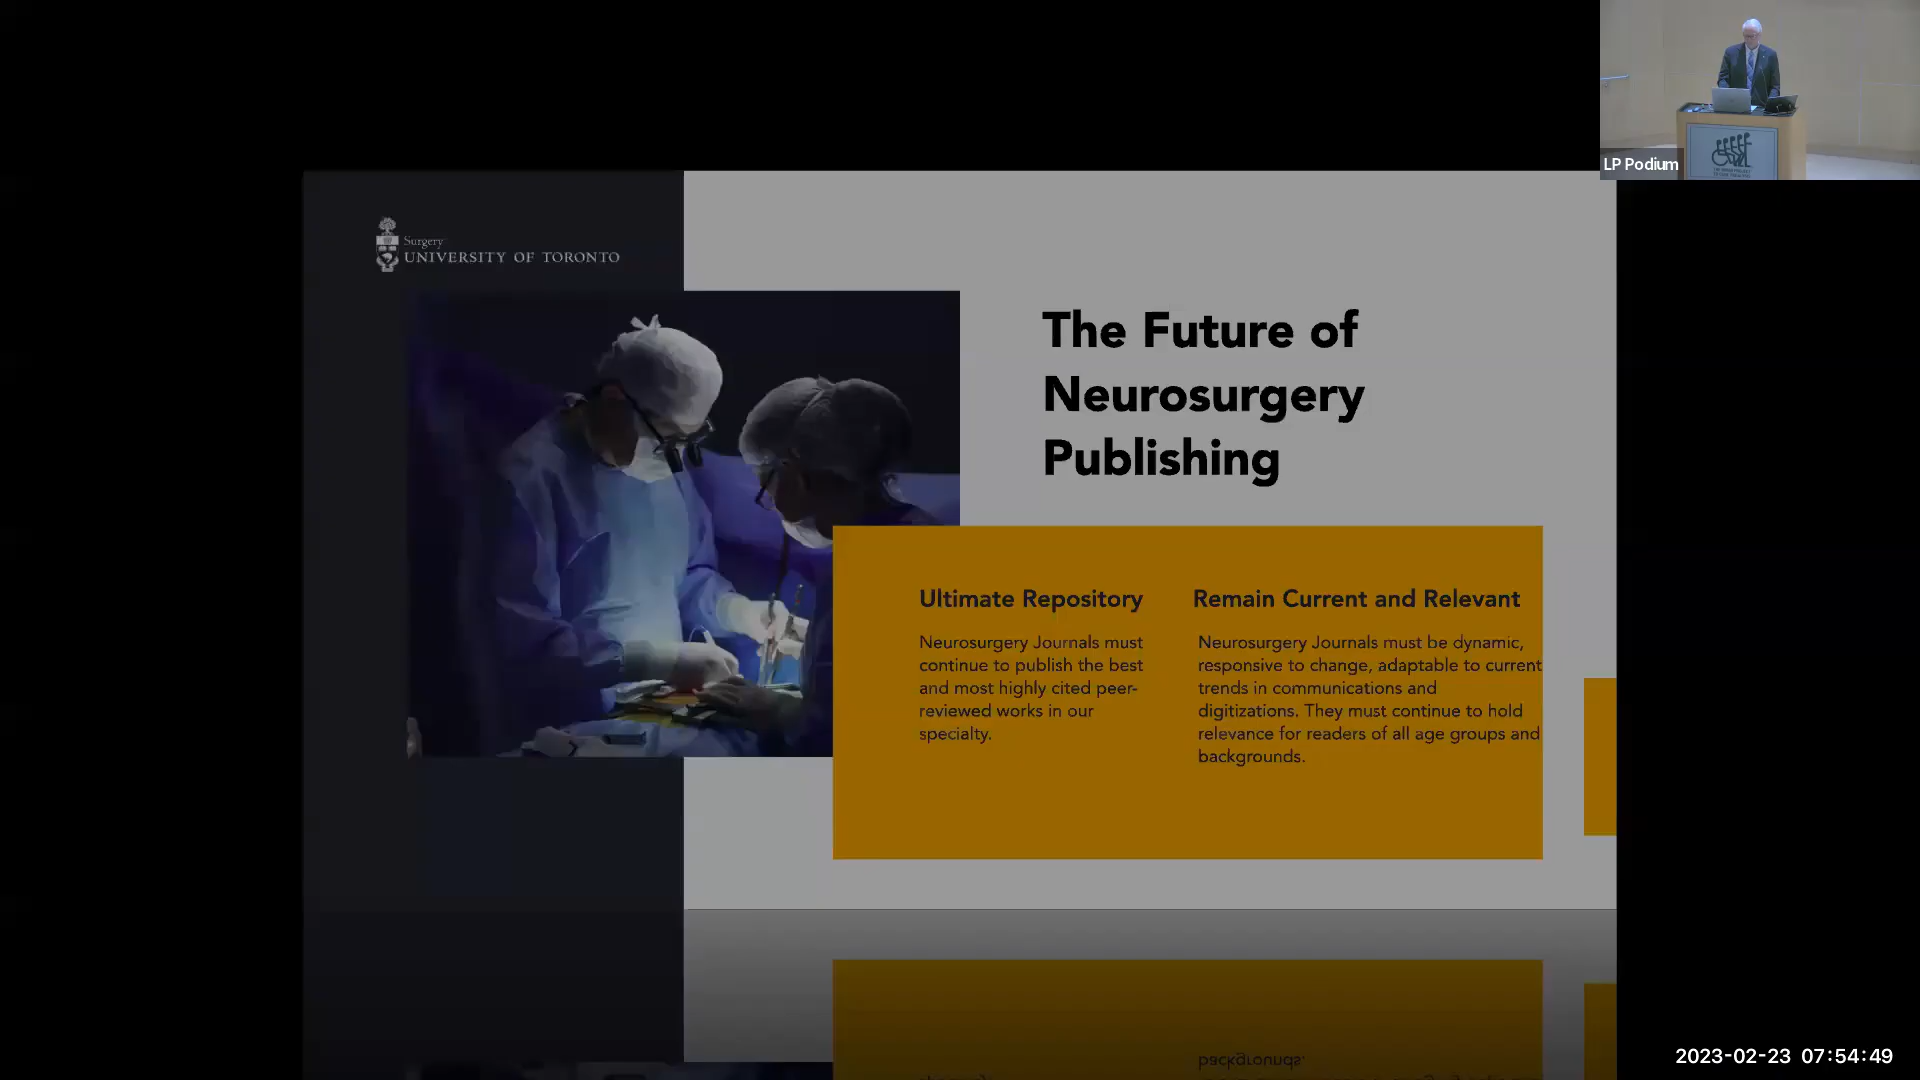 LP Podium
Surgery
UNIVERSITY OF TORONTO
The Future of
Neurosurgery
Publishing
Ultimate Repository
Neurosurgery Journals must
continue to publish the best
and most highly cited peer-
reviewed works in our
specialty.
Remain Current and Relevant
Neurosurgery Journals must be dynamic,
responsive to change, adaptable to current
trends in communications and
digitizations. They must continue to hold
relevance for readers of all age groups and
backgrounds.
2023-02-23 07:54:49